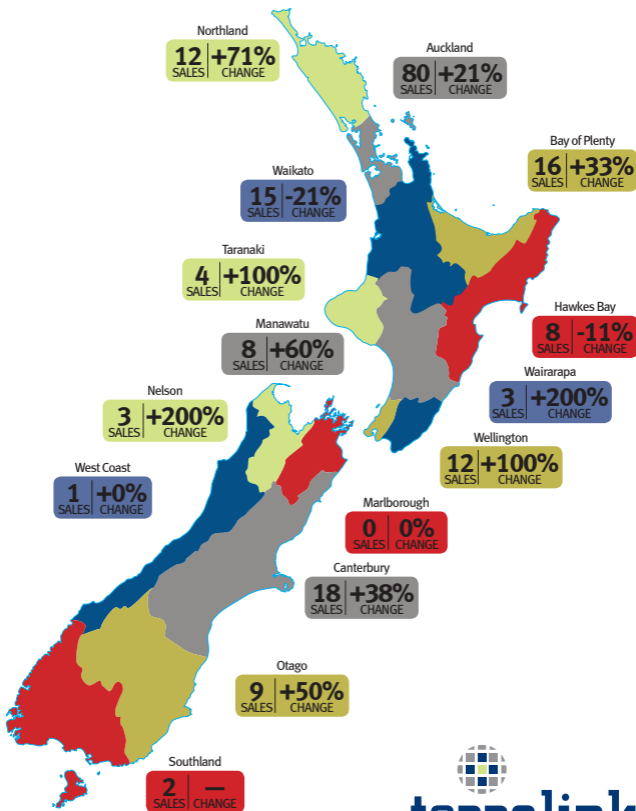 Northland
12 +71%
SALES CHANGE
Auckland
80 +21%
SALES CHANGE
Bay of Plenty
16 +33%
SALES CHANGE
Waikato
15 -21%
SALES CHANGE
Taranaki
4 +100%
SALES CHANGE
Hawkes Bay
8 -11%
SALES CHANGE
Manawatu
8 +60%
SALES CHANGE
Wairarapa
3 +200%
SALES CHANGE
Nelson
3 +200%
SALES CHANGE
Wellington
12 +100%
SALES CHANGE
West Coast
1 +0%
SALES CHANGE
Marlborough
0 0%
SALES CHANGE
Canterbury
18 +38%
SALES CHANGE
Otago
9 +50%
SALES CHANGE
Southland
2 —
SALES CHANGE